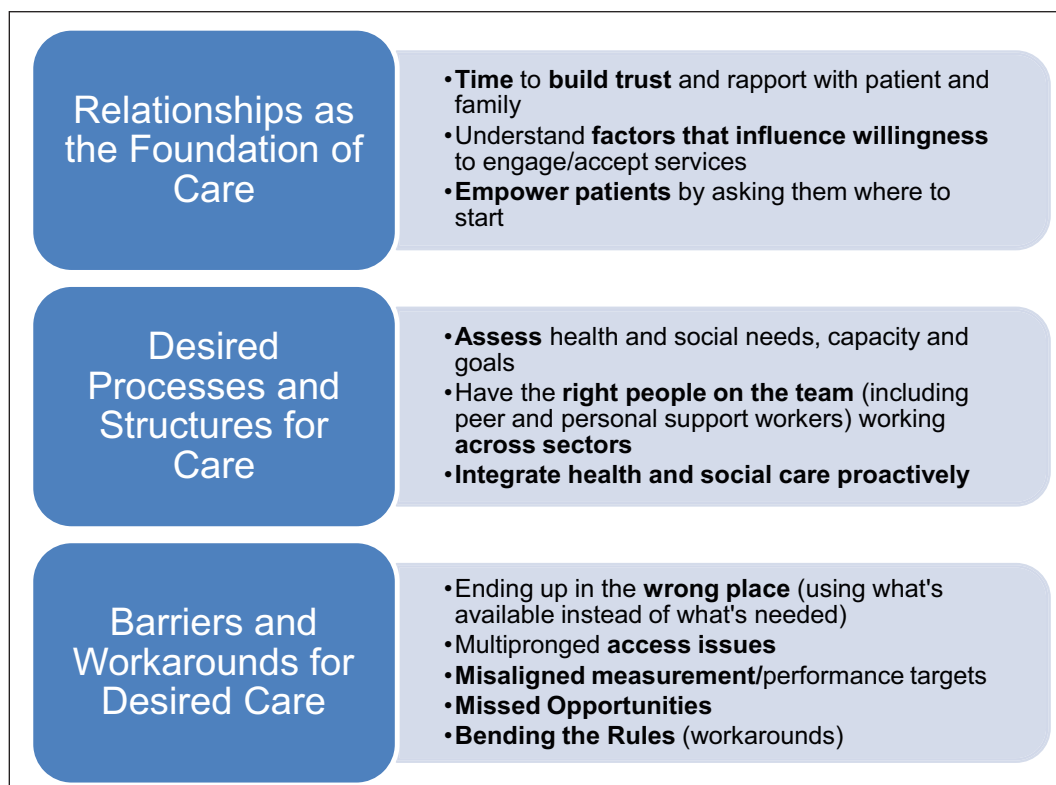 Relationships as
the Foundation of
Care
•Time to build trust and rapport with patient and
family
•Understand factors that influence willingness
to engage/accept services
•Empower patients by asking them where to
start
Desired
Processes and
Structures for
Care
•Assess health and social needs, capacity and
goals
•Have the right people on the team (including
peer and personal support workers) working
across sectors
•Integrate health and social care proactively
Barriers and
Workarounds for
Desired Care
•Ending up in the wrong place (using what's
available instead of what's needed)
•Multipronged access issues
•Misaligned measurement/performance targets
•Missed Opportunities
•Bending the Rules (workarounds)